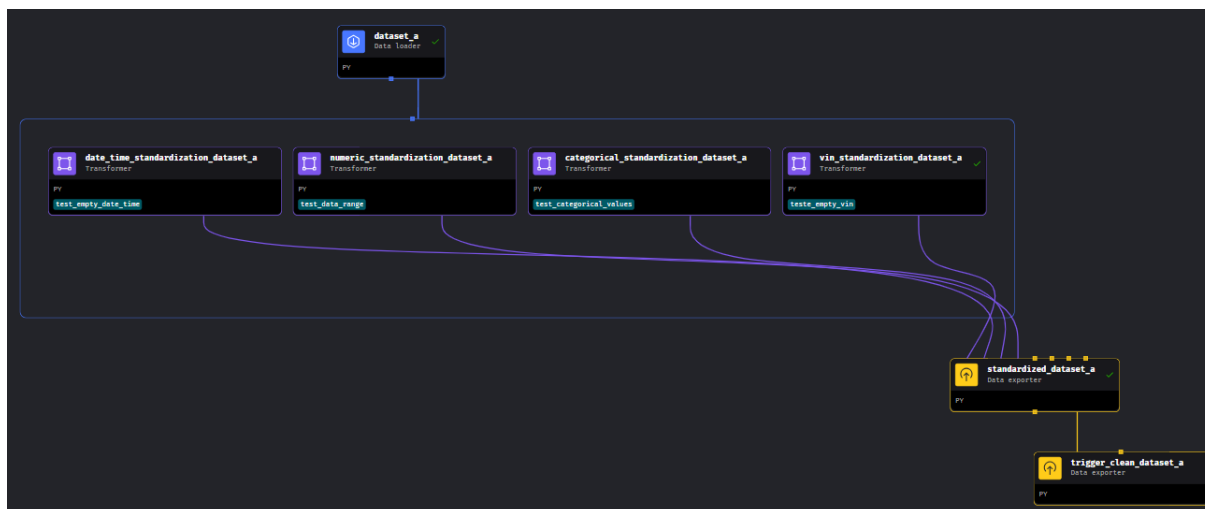 dataset_a
Data loader
PY
date_time_standardization_dataset_a
Transformer
PY
test_empty_date_time
numeric_standardization_dataset_a
Transformer
PY
test_data_range
categorical_standardization_dataset_a
Transformer
PY
test_categorical_values
vin_standardization_dataset_a
Transformer
PY
teste_empty_vin
standardized_dataset_a
Data exporter
PY
trigger_clean_dataset_a
Data exporter
PY